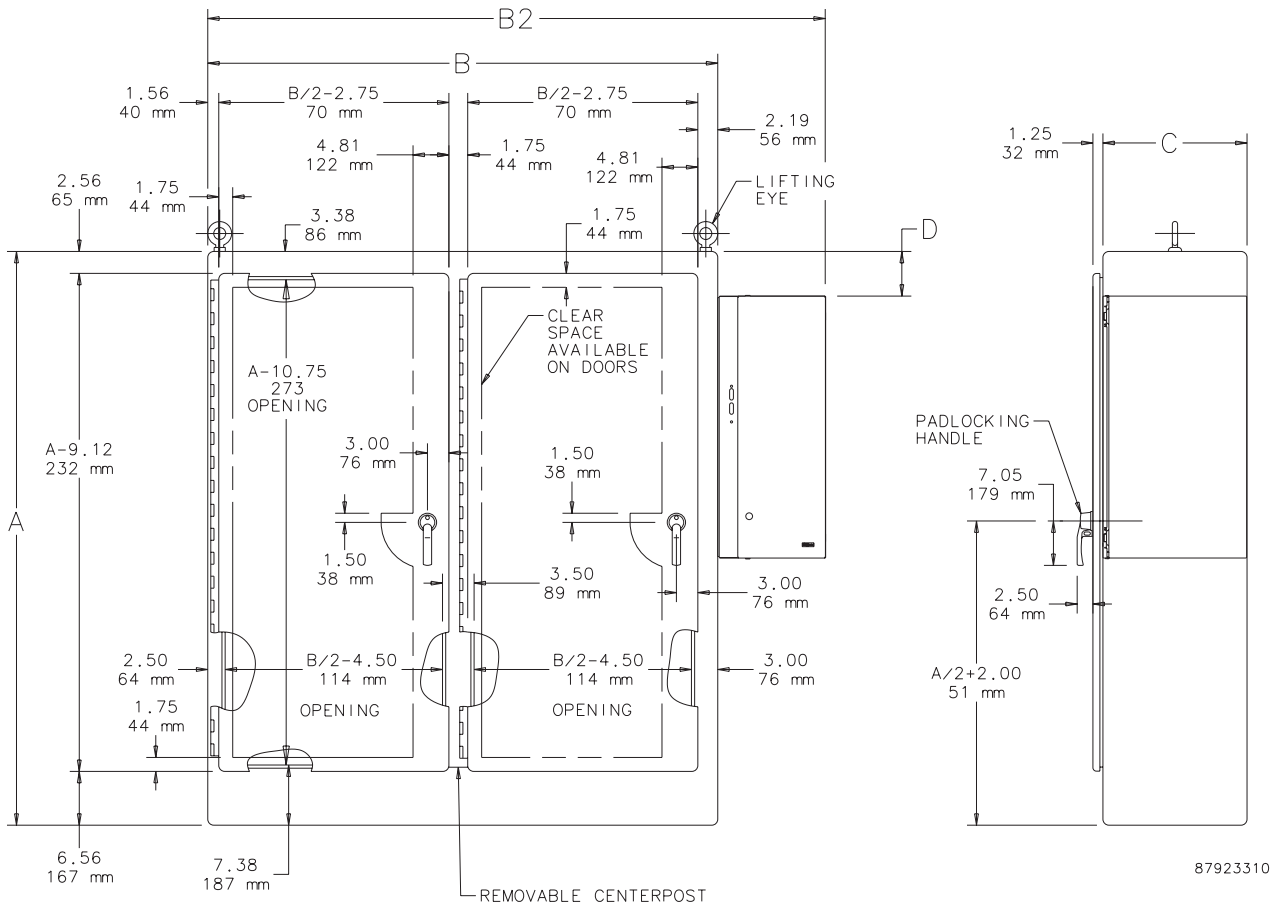 B2
B
1.56
40 mm
B/2-2.75
70 mm
B/2-2.75
70 mm
2.19
56 mm
4.81
122 mm
1.75
44 mm
4.81
122 mm
1.25
32 mm
C
2.56
65 mm
1.75
44 mm
3.38
86 mm
1.75
44 mm
LIFTING
EYE
D
CLEAR
SPACE
AVAILABLE
ON DOORS
A-10.75
273
OPENING
A-9.12
232 mm
3.00
76 mm
1.50
38 mm
PADLOCKING
HANDLE
7.05
179 mm
A
1.50
38 mm
3.50
89 mm
3.00
76 mm
2.50
64 mm
2.50
64 mm
B/2-4.50
114 mm
OPENING
B/2-4.50
114 mm
OPENING
3.00
76 mm
A/2+2.00
51 mm
1.75
44 mm
6.56
167 mm
7.38
187 mm
REMOVABLE CENTERPOST
87923310